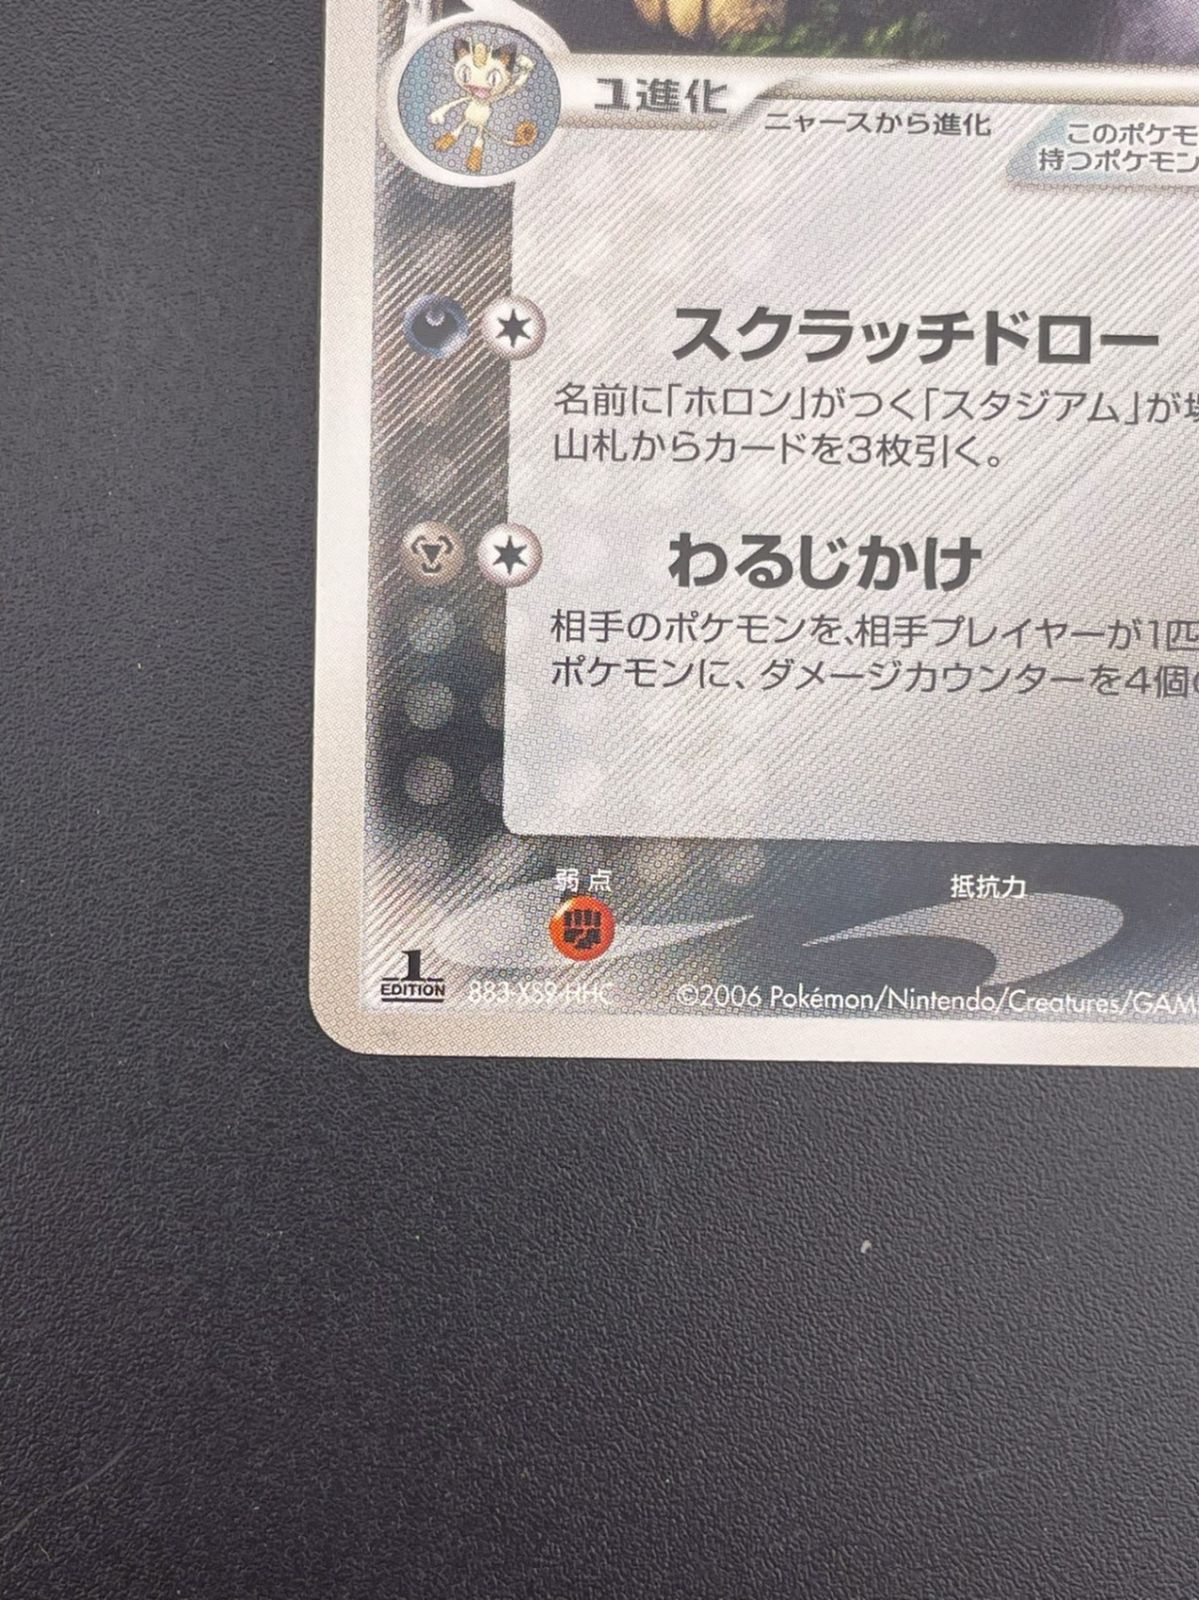 1進化
ニャースから進化
このポケモ
持つポケモン
スクラッチドロー
名前に「ホロン」がつく「スタジアム」が
山札からカードを3枚引く。
わるじかけ
相手のポケモンを、相手プレイヤーが1匹
ポケモンに、ダメージカウンターを4個
弱点
抵抗力
1
EDITION
883-XS9-HHC
©2006 Pokémon/Nintendo/Creatures/GAM